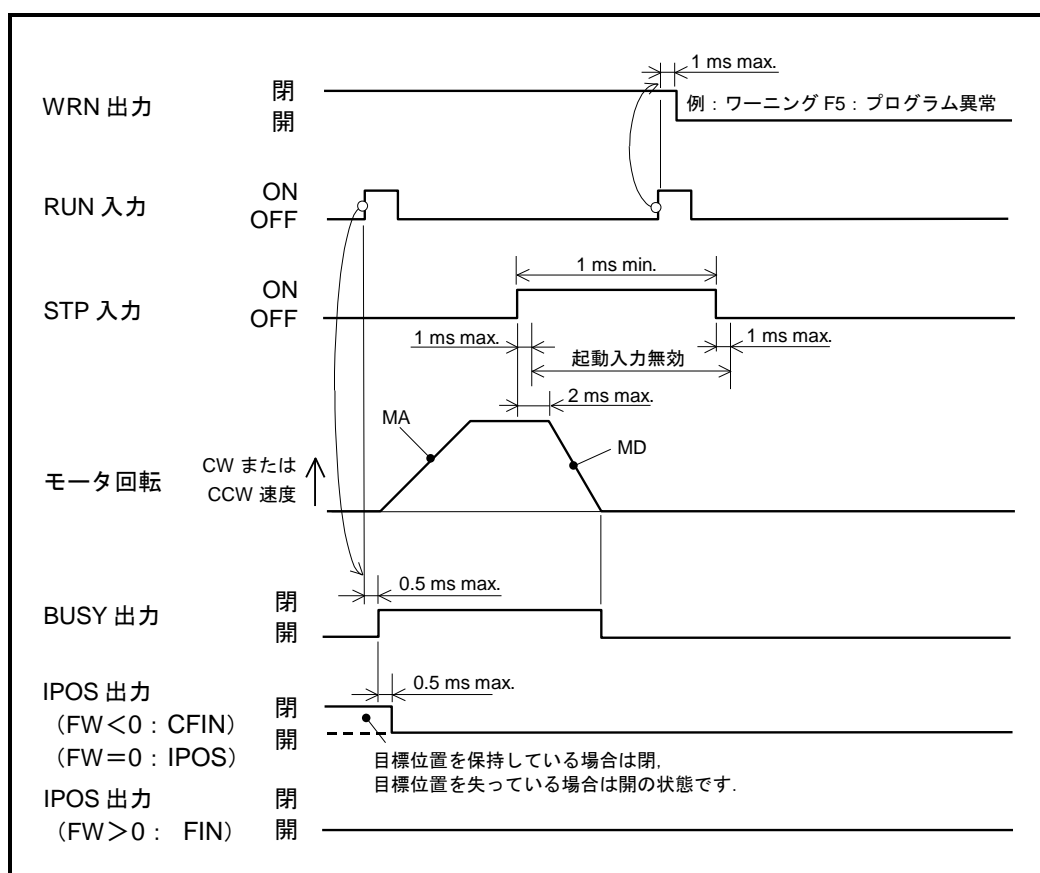 1 ms max.
WRN 出力
閉
開
例：ワーニング F5：プログラム異常
RUN 入力
ON
OFF
1 ms min.
STP 入力
ON
OFF
1 ms max.
1 ms max.
起動入力無効
2 ms max.
MA
MD
モータ回転
CW または
CCW 速度
0.5 ms max.
BUSY 出力
閉
開
0.5 ms max.
IPOS 出力
（FW＜0：CFIN）
（FW＝0：IPOS）
閉
開
目標位置を保持している場合は閉,
目標位置を失っている場合は開の状態です.
IPOS 出力
（FW＞0： FIN）
閉
開